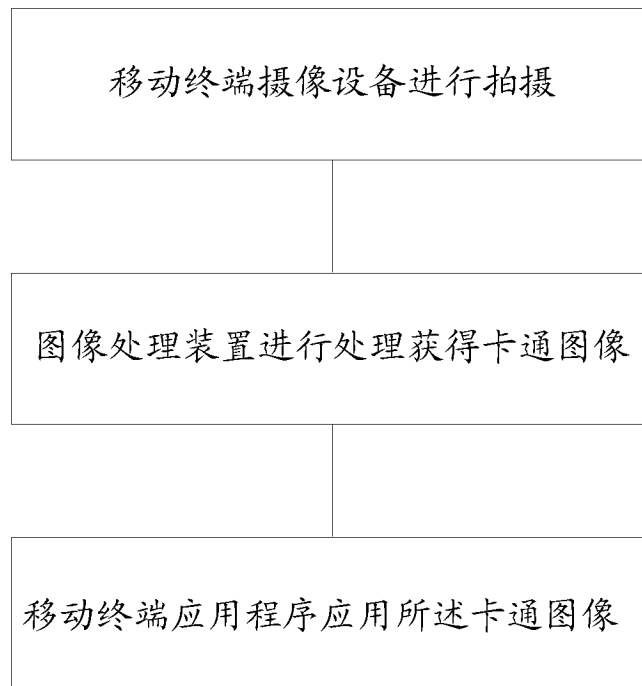 移动终端摄像设备进行拍摄
图像处理装置进行处理获得卡通图像
移动终端应用程序应用所述卡通图像